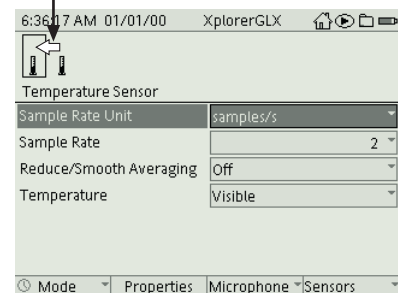 6:36:17 AM 01/01/00 XplorerGLX
Temperature Sensor
Sample Rate Unit samples/s
Sample Rate 2
Reduce/Smooth Averaging Off
Temperature Visible
Mode Properties Microphone Sensors